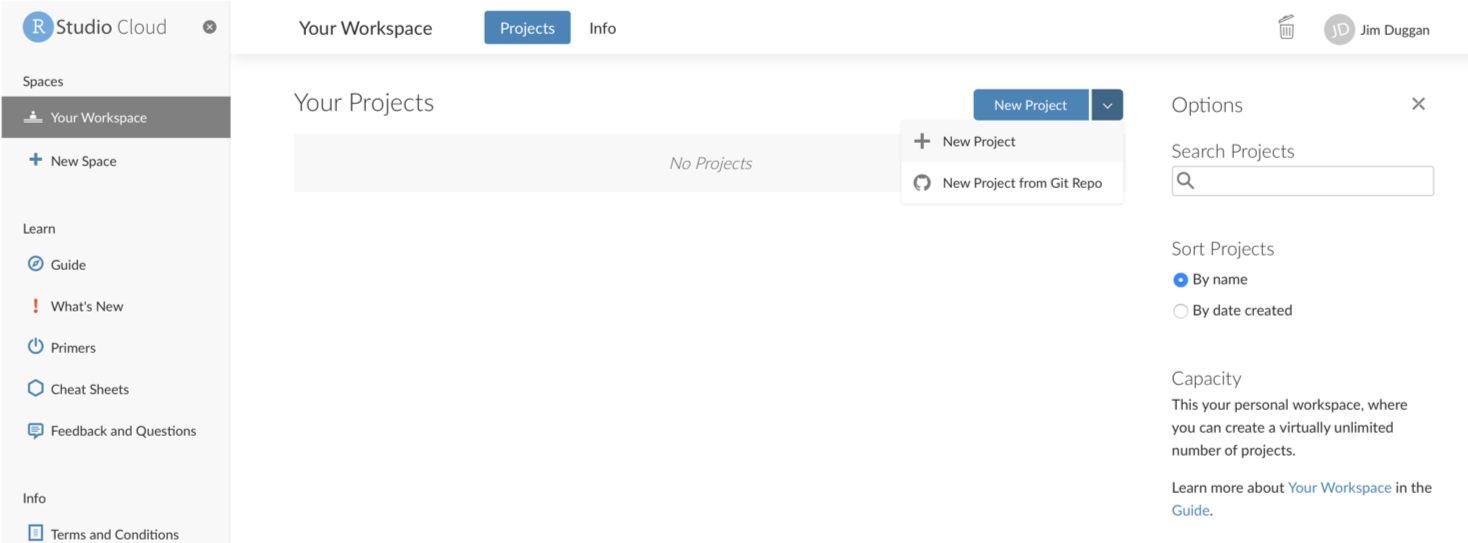 R Studio Cloud
Spaces
Your Workspace
New Space
Learn
Guide
What's New
Primers
Cheat Sheets
Feedback and Questions
Info
Terms and Conditions
Your Workspace
Projects
Info
JD Jim Duggan
Your Projects
New Project
New Project
New Project from Git Repo
No Projects
Options
Search Projects
Sort Projects
By name
By date created
Capacity
This your personal workspace, where
you can create a virtually unlimited
number of projects.
Learn more about Your Workspace in the
Guide.